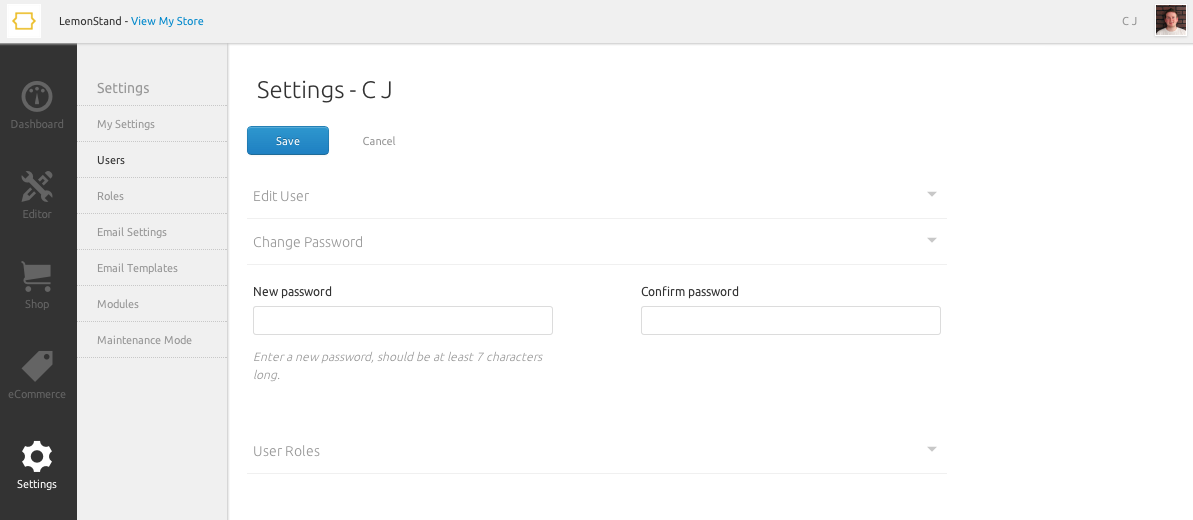 LemonStand - View My Store
C J
Dashboard
Editor
Shop
eCommerce
Settings
Settings
My Settings
Users
Roles
Email Settings
Email Templates
Modules
Maintenance Mode
Settings - C J
Save
Cancel
Edit User
Change Password
New password
Confirm password
Enter a new password, should be at least 7 characters
long.
User Roles